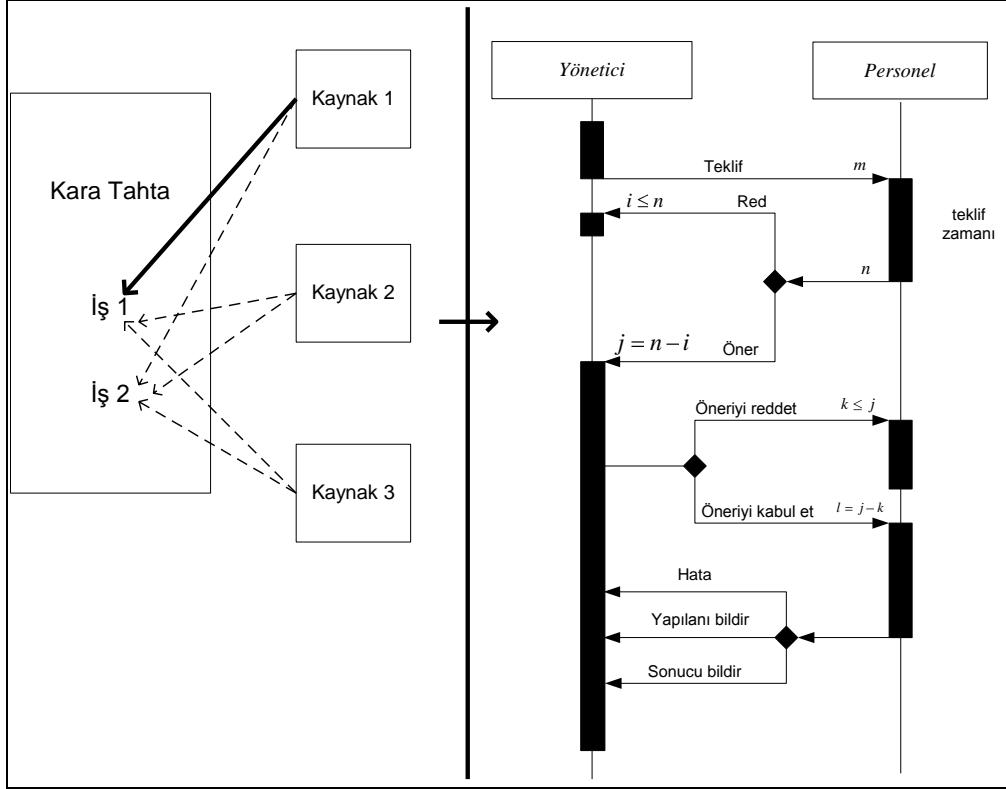 Kara Tahta
İş 1
İş 2
Kaynak 1
Kaynak 2
Kaynak 3
Yönetici
Personel
Teklif
m
teklif
zamanı
i ≤ n
Red
n
j = n − i
Öner
Öneriyi reddet
k ≤ j
Öneriyi kabul et
l = j − k
Hata
Yapılanı bildir
Sonucu bildir